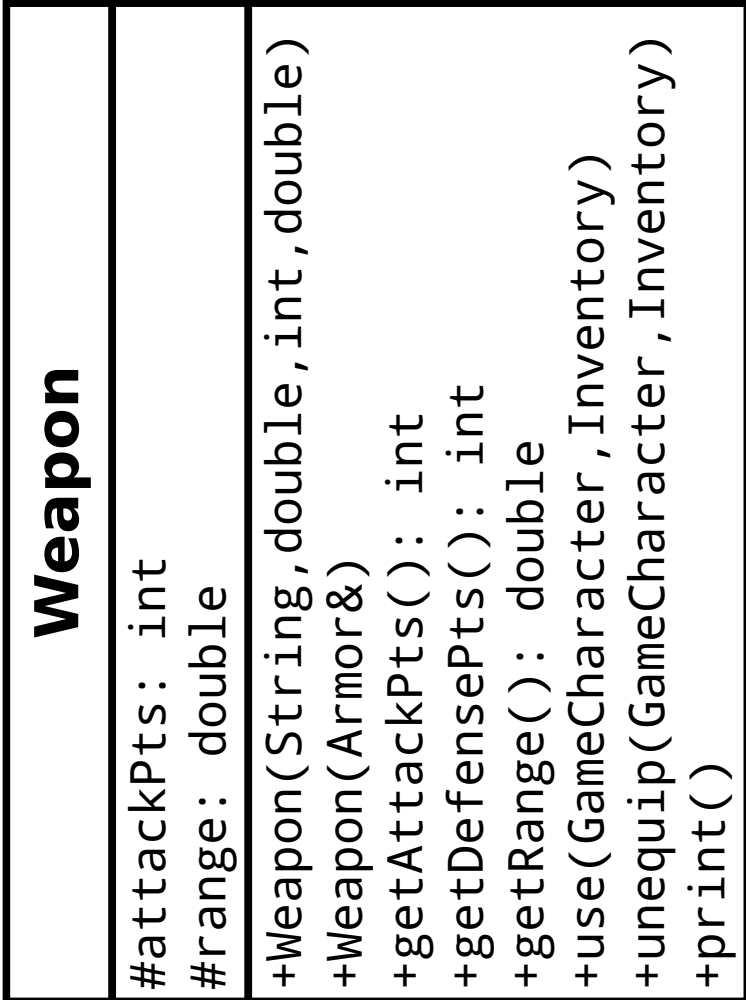 Weapon
#attackPts: int
#range: double
+Weapon(String,double,int,double)
+Weapon(Armor&)
+getAttackPts(): int
+getDefensePts(): int
+getRange(): double
+use(GameCharacter,Inventory)
+unequip(GameCharacter,Inventory)
+print()